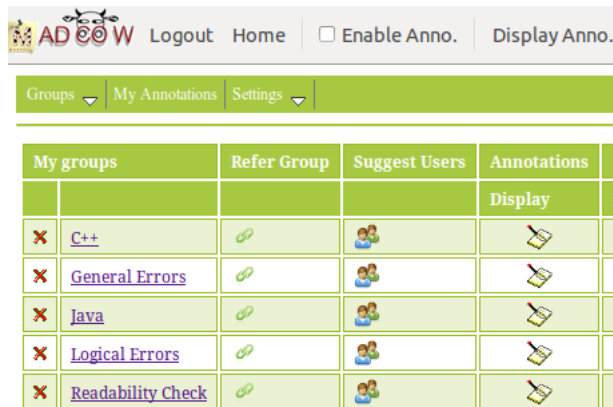 MADCOW Logout Home Enable Anno. Display Anno.
Groups My Annotations Settings
My groups Refer Group Suggest Users Annotations
Display
C++
General Errors
Java
Logical Errors
Readability Check